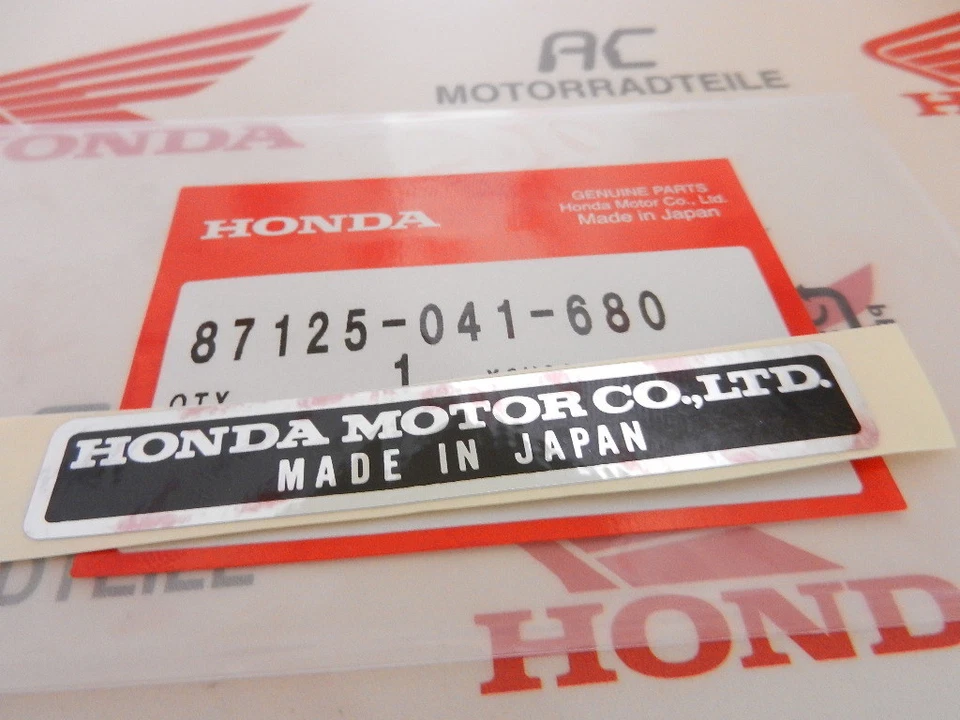 AC
MOTORRADTEILE
HONDA
HONDA
GENUINE PARTS
Honda Motor Co., Ltd.
Made in Japan
87125-041-680
QTY 1
HONDA MOTOR CO.,LTD.
MADE IN JAPAN
HOND